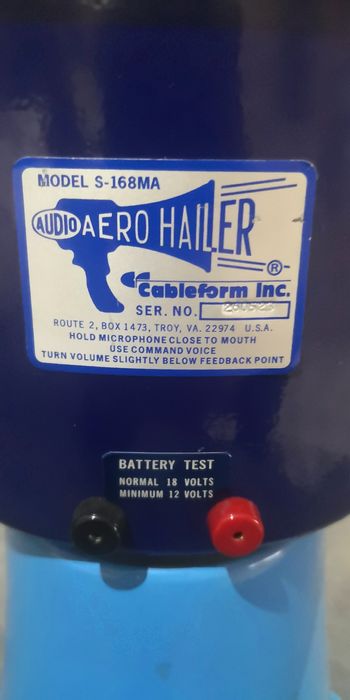 MODEL S-168MA
AUDIO AERO HAILER
®
Cableform Inc.
SER. NO.
ROUTE 2, BOX 1473, TROY, VA. 22974 U.S.A.
HOLD MICROPHONE CLOSE TO MOUTH
USE COMMAND VOICE
TURN VOLUME SLIGHTLY BELOW FEEDBACK POINT
BATTERY TEST
NORMAL 18 VOLTS
MINIMUM 12 VOLTS